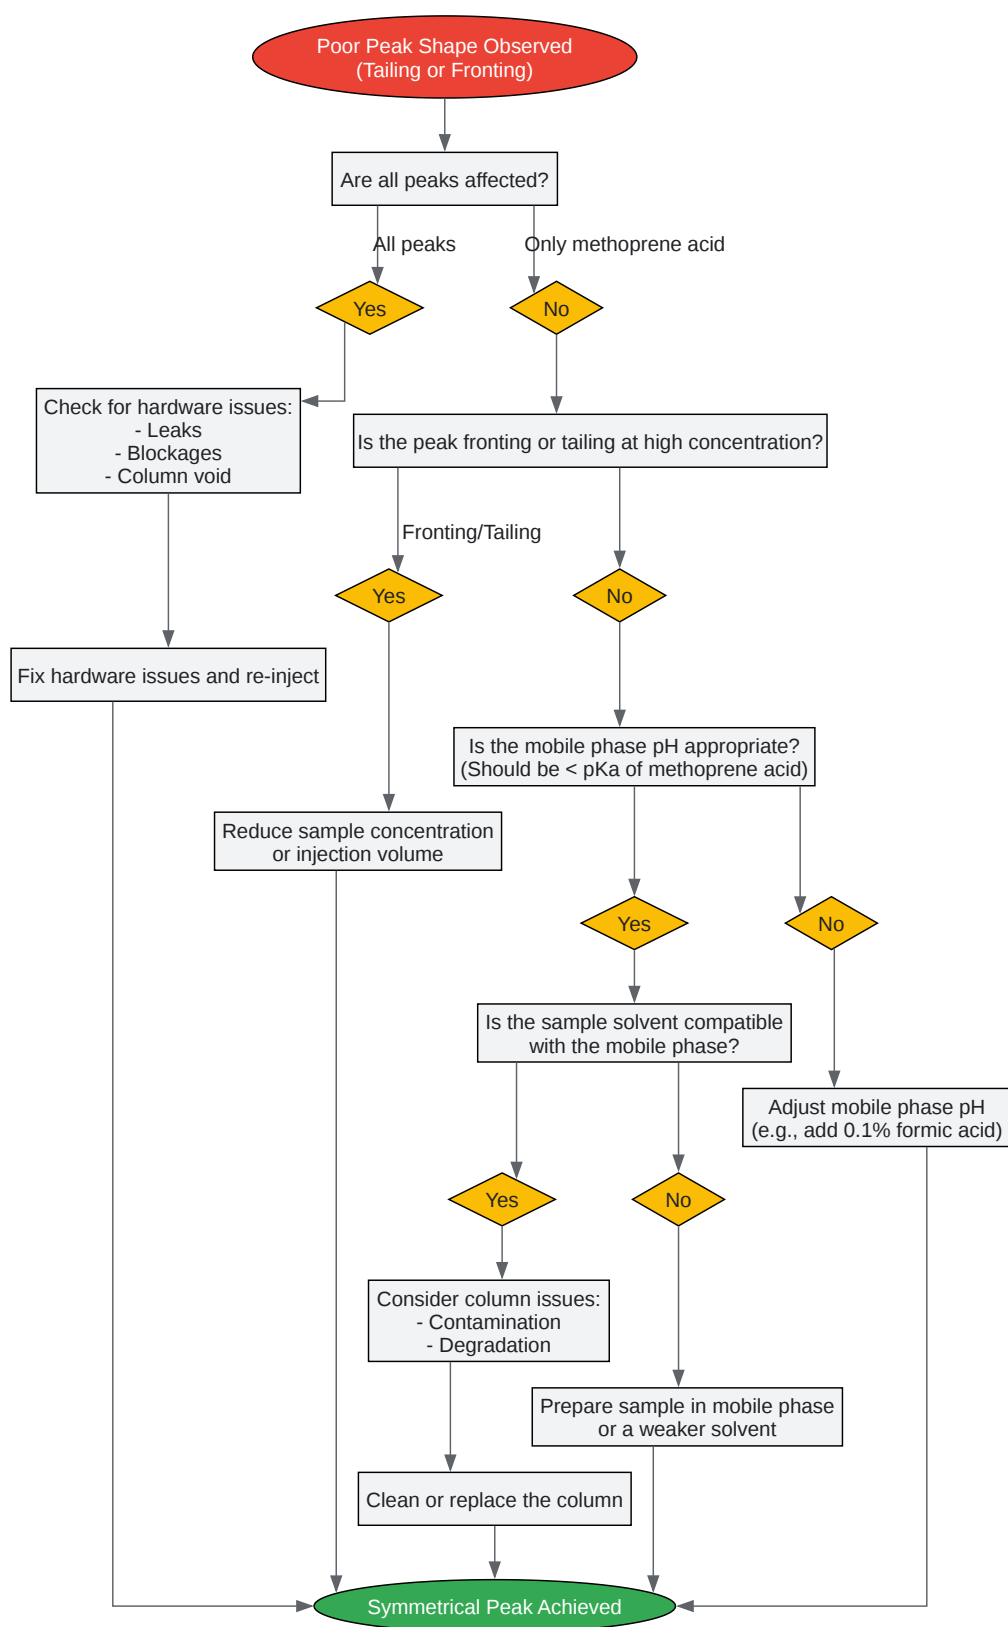 Poor Peak Shape Observed
(Tailing or Fronting)
Are all peaks affected?
All peaks
Only methoprene acid
Yes
No
Check for hardware issues:
- Leaks
- Blockages
- Column void
Is the peak fronting or tailing at high concentration?
Fronting/Tailing
Yes
No
Fix hardware issues and re-inject
Is the mobile phase pH appropriate?
(Should be < pKa of methoprene acid)
Reduce sample concentration
or injection volume
Yes
No
Is the sample solvent compatible
with the mobile phase?
Adjust mobile phase pH
(e.g., add 0.1% formic acid)
Yes
No
Consider column issues:
- Contamination
- Degradation
Prepare sample in mobile phase
or a weaker solvent
Clean or replace the column
Symmetrical Peak Achieved